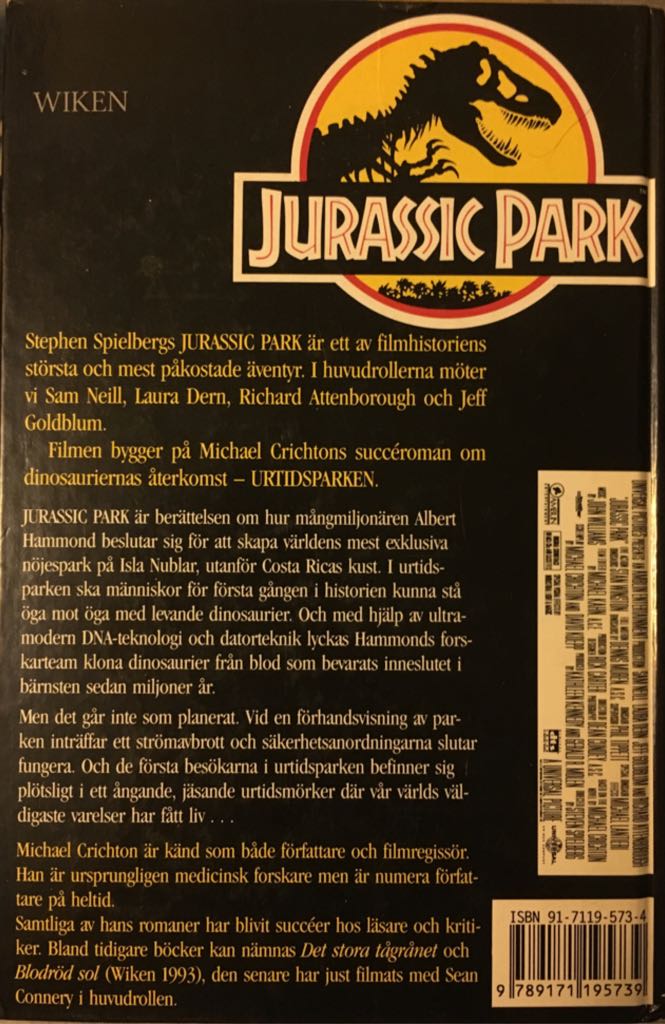 WIKEN
JURASSIC PARK
Stephen Spielbergs JURASSIC PARK är ett av filmhistoriens
största och mest påkostade äventyr. I huvudrollerna möter
vi Sam Neill, Laura Dern, Richard Attenborough och Jeff
Goldblum.
Filmen bygger på Michael Crichtons succéroman om
dinosauriernas återkomst – URTIDSPARKEN.
JURASSIC PARK är berättelsen om hur mångmiljonären Albert
Hammond beslutar sig för att skapa världens mest exklusiva
nöjespark på Isla Nublar, utanför Costa Ricas kust. I urtids-
parken ska människor för första gången i historien kunna stå
öga mot öga med levande dinosaurier. Och med hjälp av ultra-
modern DNA-teknologi och datorteknik lyckas Hammonds fors-
karteam klona dinosaurier från blod som bevarats inneslutet i
bärnsten sedan miljoner år.
Men det går inte som planerat. Vid en förhandsvisning av par-
ken inträffar ett strömavbrott och säkerhetsanordningarna slutar
fungera. Och de första besökarna i urtidsparken befinner sig
plötsligt i ett ångande, jäsande urtidsmörker där vår världs väl-
digaste varelser har fått liv . . .
Michael Crichton är känd som både författare och filmregissör.
Han är ursprungligen medicinsk forskare men är numera förfat-
tare på heltid.
Samtliga av hans romaner har blivit succéer hos läsare och kriti-
ker. Bland tidigare böcker kan nämnas Det stora tågrånet och
Blodröd sol (Wiken 1993), den senare har just filmats med Sean
Connery i huvudrollen.
JURASSIC PARK
JOHN WILLIAMS
A UNIVERSAL PICTURE
ISBN 91-7119-573-4
9 789171 195739